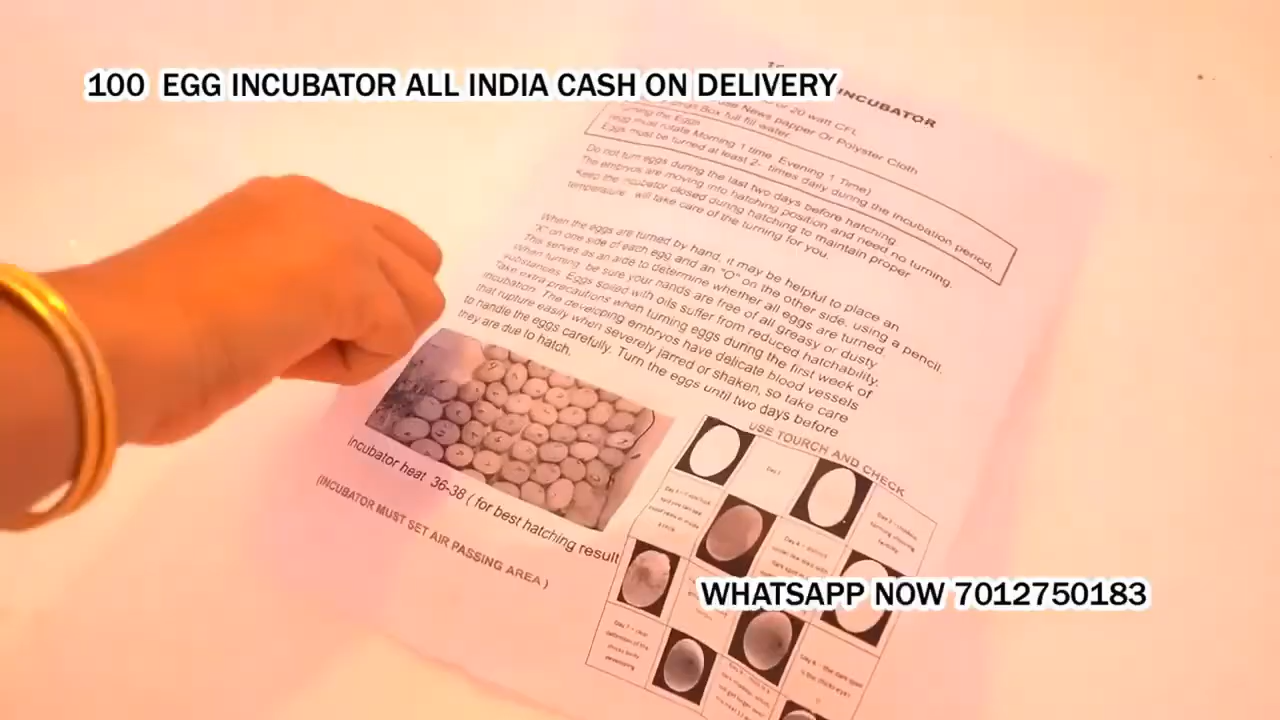 100 EGG INCUBATOR ALL INDIA CASH ON DELIVERY
INCUBATOR
or 20 watt CFL
use News papper Or Polyster Cloth
Box full fill water
Turning the Eggs
must rotate Morning 1 time Evening 1 Time)
Eggs must be turned at least 2- times daily during the incubation period.
Do not turn eggs during the last two days before hatching.
The embryos are moving into hatching position and need no turning.
Keep the incubator closed during hatching to maintain proper
temperature will take care of the turning for you.
When the eggs are turned by hand, it may be helpful to place an
"X" on one side of each egg and an "O" on the other side, using a pencil.
This serves as an aide to determine whether all eggs are turned.
When turning, be sure your hands are free of all greasy or dusty
substances. Eggs soiled with oils suffer from reduced hatchability.
Take extra precautions when turning eggs during the first week of
incubation. The developing embryos have delicate blood vessels
that rupture easily when severely jarred or shaken, so take care
to handle the eggs carefully. Turn the eggs until two days before
they are due to hatch.
USE TOURCH AND CHECK
Incubator heat 36-38 ( for best hatching result
(INCUBATOR MUST SET AIR PASSING AREA )
WHATSAPP NOW 7012750183